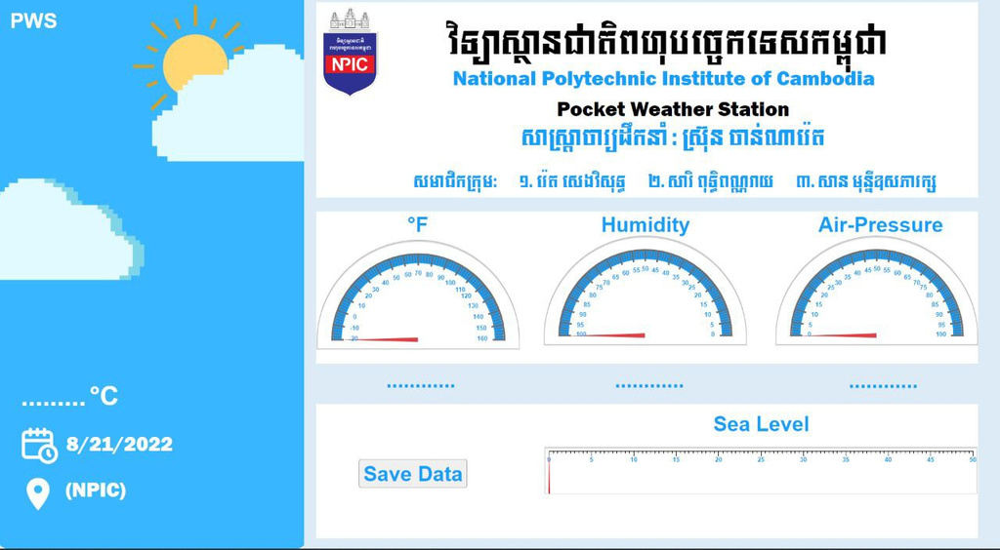 PWS
......... °C
8/21/2022
(NPIC)
NPIC
វិទ្យាស្ថានជាតិពហុបច្ចេកទេសកម្ពុជា
National Polytechnic Institute of Cambodia
Pocket Weather Station
សាស្ត្រាចារ្យដឹកនាំ : ស្រ៊ុន ចាន់ណារ៉េត
សមាជិកក្រុម: ១. រ៉េត សេងវិសុទ្ធ ២. សារិ ពុទ្ធិពណ្ណរាយ ៣. សាន មុន្នីឧសភារក្ស
°F
-20 -10 0 10 20 30 40 50 60 70 80 90 100 110 120 130 140 150 160
Humidity
100 95 90 85 80 75 70 65 60 55 50 45 40 35 30 25 20 15 10 5 0
Air-Pressure
0 5 10 15 20 25 30 35 40 45 50 55 60 65 70 75 80 85 90 95 100
............ ............ ............
Save Data
Sea Level
0 5 10 15 20 25 30 35 40 45 50